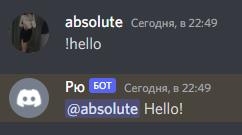 absolute Сегодня, в 22:49
!hello
Рю БОТ Сегодня, в 22:49
@absolute Hello!